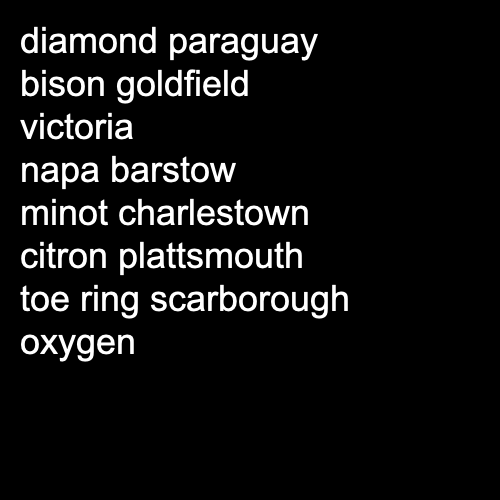 diamond paraguay
bison goldfield
victoria
napa barstow
minot charlestown
citron plattsmouth
toe ring scarborough
oxygen